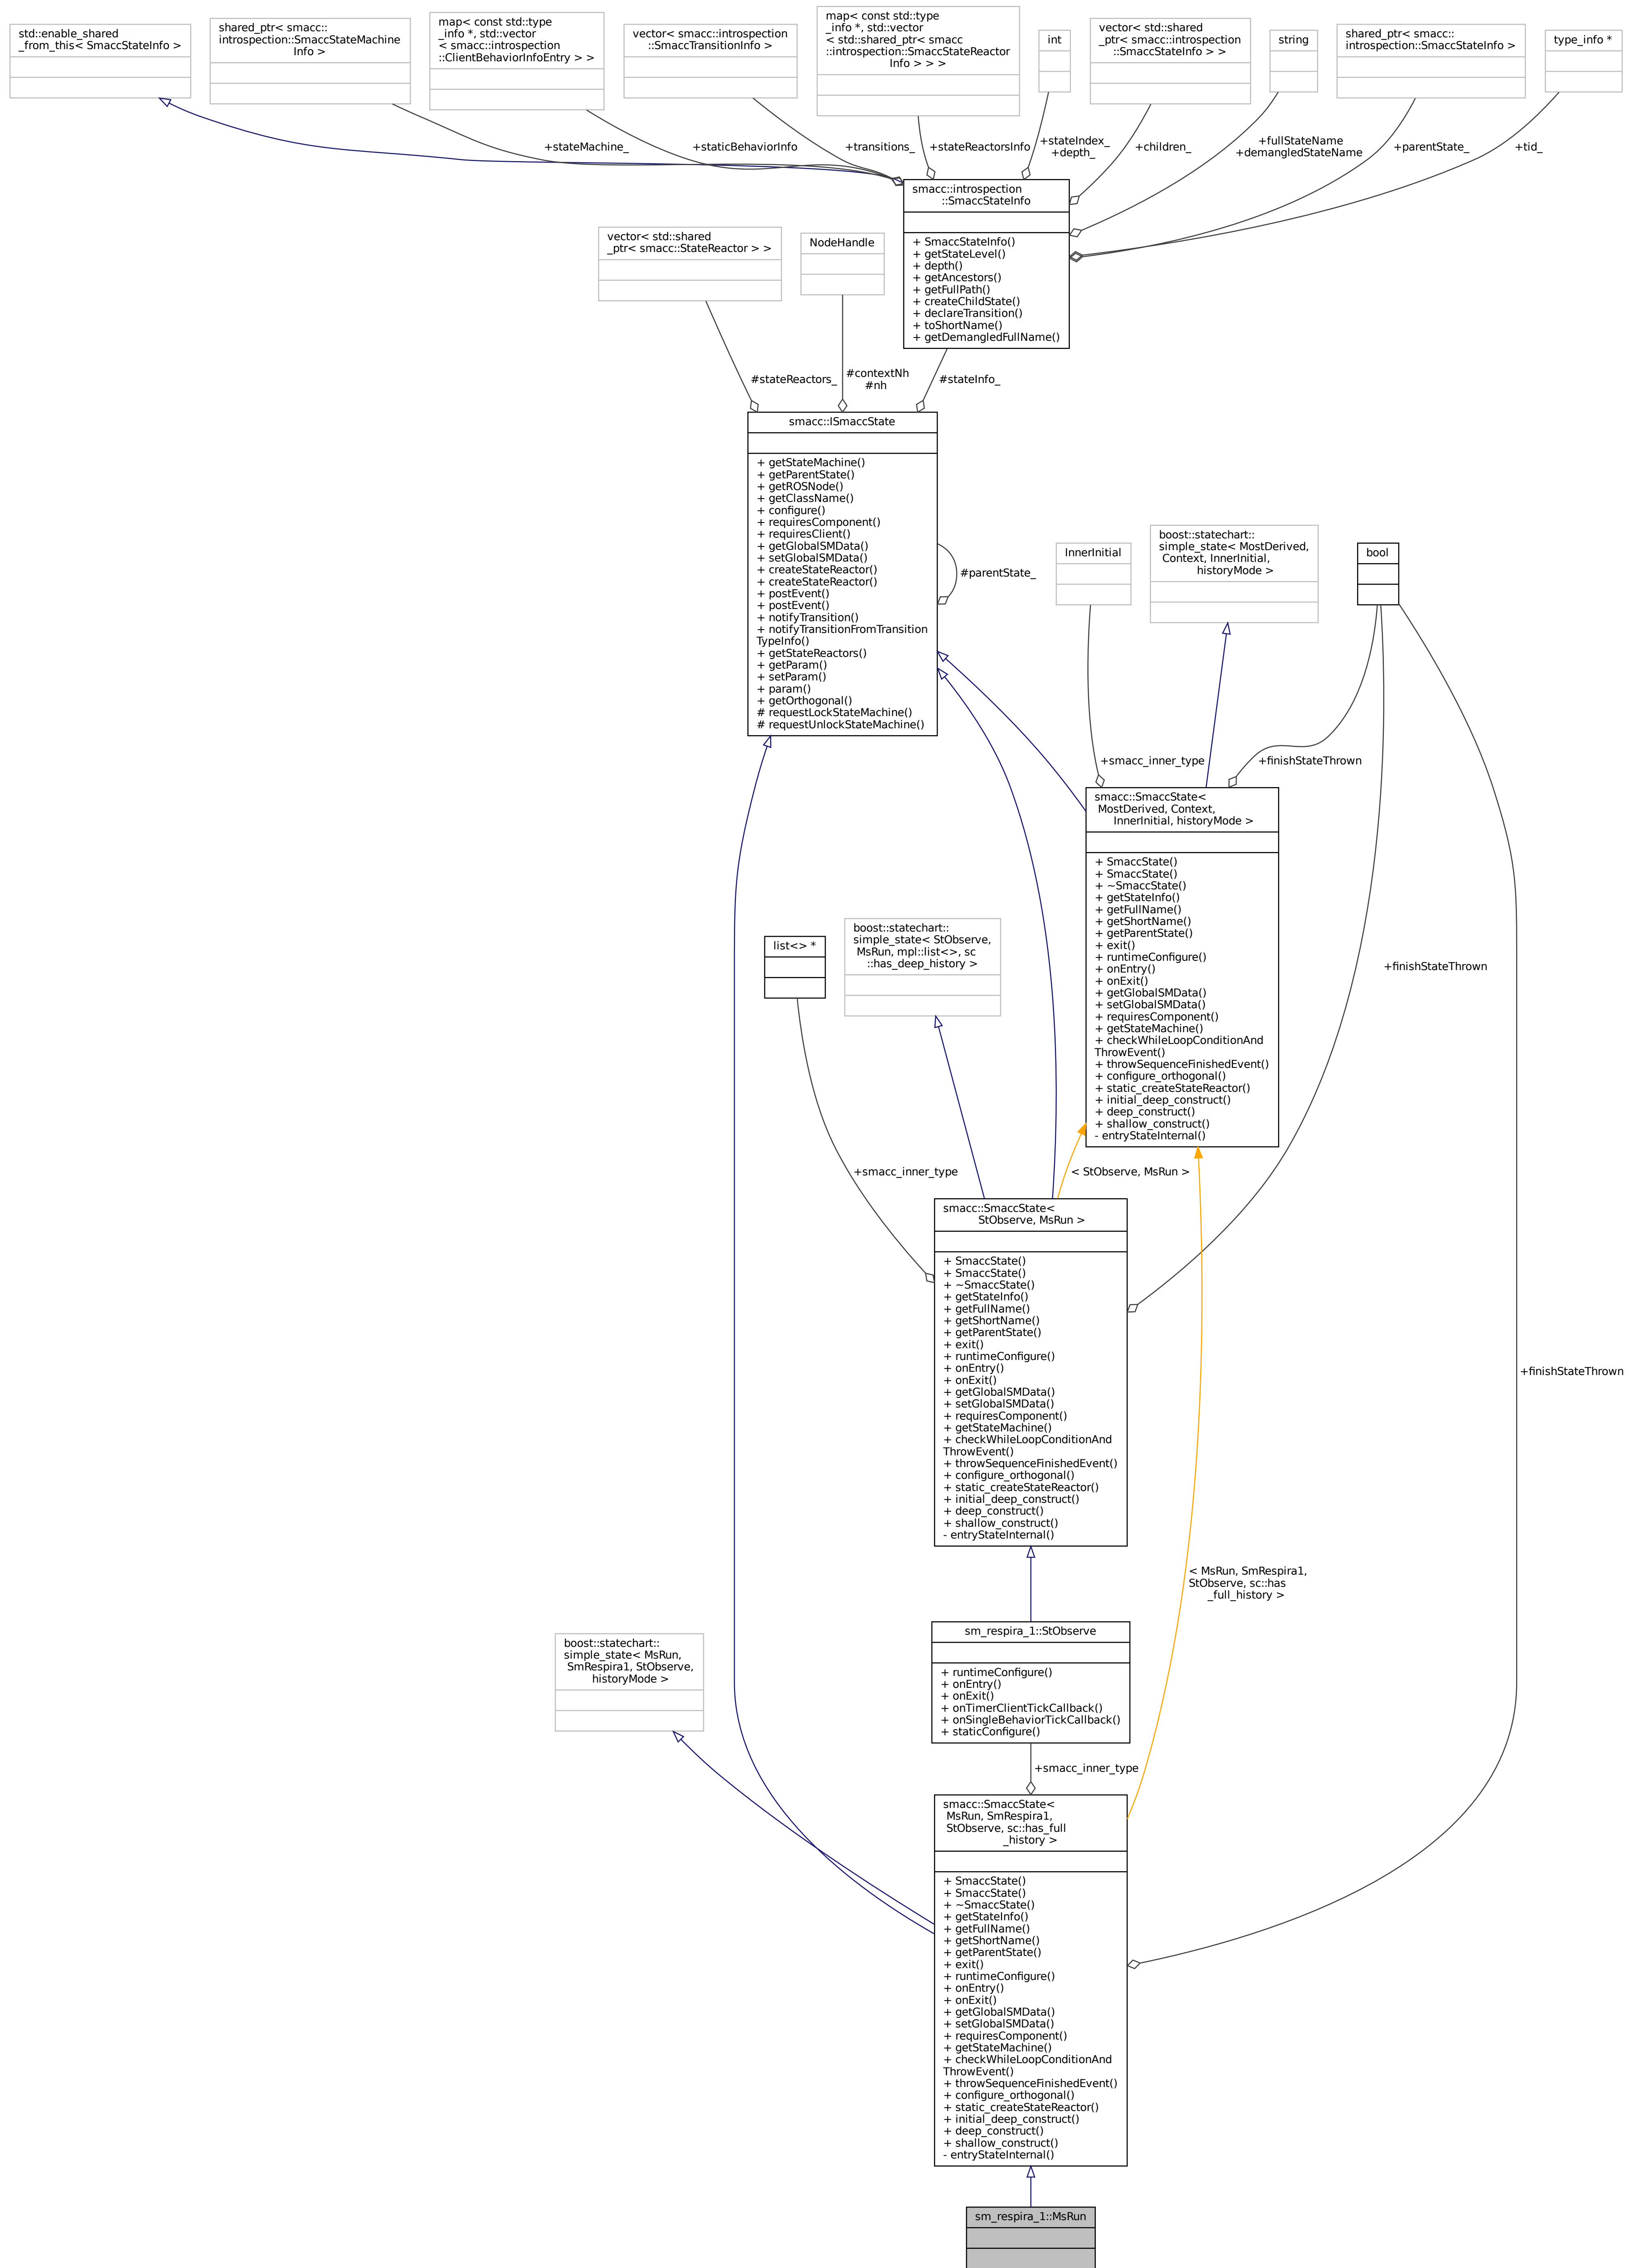 std::enable_shared
_from_this< SmaccStateInfo >
shared_ptr< smacc::
introspection::SmaccStateMachine
Info >
map< const std::type
_info *, std::vector
< smacc::introspection
::ClientBehaviorInfoEntry > >
vector< smacc::introspection
::SmaccTransitionInfo >
map< const std::type
_info *, std::vector
< std::shared_ptr< smacc
::introspection::SmaccStateReactor
Info > > >
int
vector< std::shared
_ptr< smacc::introspection
::SmaccStateInfo > >
string
shared_ptr< smacc::
introspection::SmaccStateInfo >
type_info *
+stateMachine_
+staticBehaviorInfo
+transitions_
+stateReactorsInfo
+stateIndex_
+depth_
+children_
+fullStateName
+demangledStateName
+parentState_
+tid_
smacc::introspection
::SmaccStateInfo
+ SmaccStateInfo()
+ getStateLevel()
+ depth()
+ getAncestors()
+ getFullPath()
+ createChildState()
+ declareTransition()
+ toShortName()
+ getDemangledFullName()
vector< std::shared
_ptr< smacc::StateReactor > >
NodeHandle
#stateReactors_
#contextNh
#nh
#stateInfo_
smacc::ISmaccState
+ getStateMachine()
+ getParentState()
+ getROSNode()
+ getClassName()
+ configure()
+ requiresComponent()
+ requiresClient()
+ getGlobalSMData()
+ setGlobalSMData()
+ createStateReactor()
+ createStateReactor()
+ postEvent()
+ postEvent()
+ notifyTransition()
+ notifyTransitionFromTransition
TypeInfo()
+ getStateReactors()
+ getParam()
+ setParam()
+ param()
+ getOrthogonal()
# requestLockStateMachine()
# requestUnlockStateMachine()
#parentState_
InnerInitial
boost::statechart::
simple_state< MostDerived,
Context, InnerInitial,
historyMode >
bool
+smacc_inner_type
+finishStateThrown
smacc::SmaccState<
MostDerived, Context,
InnerInitial, historyMode >
+ SmaccState()
+ SmaccState()
+ ~SmaccState()
+ getStateInfo()
+ getFullName()
+ getShortName()
+ getParentState()
+ exit()
+ runtimeConfigure()
+ onEntry()
+ onExit()
+ getGlobalSMData()
+ setGlobalSMData()
+ requiresComponent()
+ getStateMachine()
+ checkWhileLoopConditionAnd
ThrowEvent()
+ throwSequenceFinishedEvent()
+ configure_orthogonal()
+ static_createStateReactor()
+ initial_deep_construct()
+ deep_construct()
+ shallow_construct()
- entryStateInternal()
list<> *
boost::statechart::
simple_state< StObserve,
MsRun, mpl::list<>, sc
::has_deep_history >
+finishStateThrown
+smacc_inner_type
< StObserve, MsRun >
smacc::SmaccState<
StObserve, MsRun >
+ SmaccState()
+ SmaccState()
+ ~SmaccState()
+ getStateInfo()
+ getFullName()
+ getShortName()
+ getParentState()
+ exit()
+ runtimeConfigure()
+ onEntry()
+ onExit()
+ getGlobalSMData()
+ setGlobalSMData()
+ requiresComponent()
+ getStateMachine()
+ checkWhileLoopConditionAnd
ThrowEvent()
+ throwSequenceFinishedEvent()
+ configure_orthogonal()
+ static_createStateReactor()
+ initial_deep_construct()
+ deep_construct()
+ shallow_construct()
- entryStateInternal()
+finishStateThrown
< MsRun, SmRespira1,
StObserve, sc::has
_full_history >
sm_respira_1::StObserve
+ runtimeConfigure()
+ onEntry()
+ onExit()
+ onTimerClientTickCallback()
+ onSingleBehaviorTickCallback()
+ staticConfigure()
boost::statechart::
simple_state< MsRun,
SmRespira1, StObserve,
historyMode >
+smacc_inner_type
smacc::SmaccState<
MsRun, SmRespira1,
StObserve, sc::has_full
_history >
+ SmaccState()
+ SmaccState()
+ ~SmaccState()
+ getStateInfo()
+ getFullName()
+ getShortName()
+ getParentState()
+ exit()
+ runtimeConfigure()
+ onEntry()
+ onExit()
+ getGlobalSMData()
+ setGlobalSMData()
+ requiresComponent()
+ getStateMachine()
+ checkWhileLoopConditionAnd
ThrowEvent()
+ throwSequenceFinishedEvent()
+ configure_orthogonal()
+ static_createStateReactor()
+ initial_deep_construct()
+ deep_construct()
+ shallow_construct()
- entryStateInternal()
sm_respira_1::MsRun